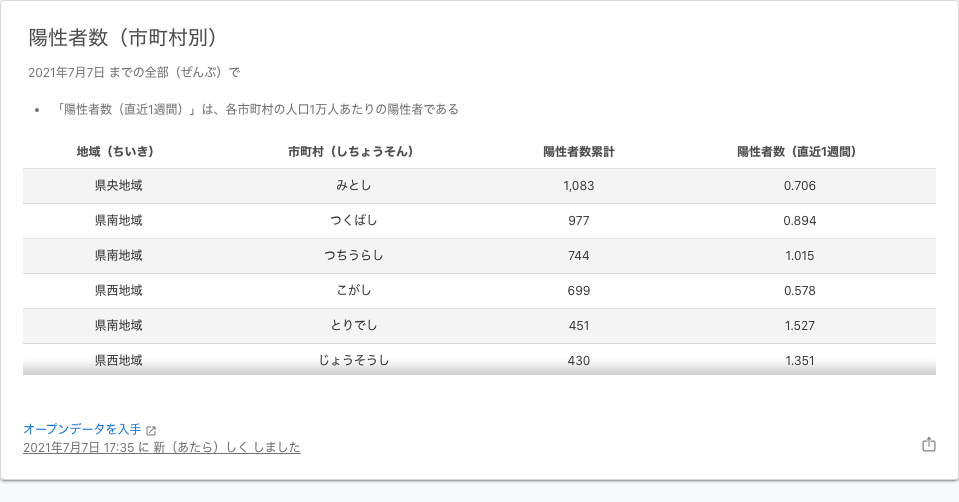 陽性者数（市町村別）
2021年7月7日 までの全部（ぜんぶ）で
• 「陽性者数（直近1週間）」は、各市町村の人口1万人あたりの陽性者である
地域（ちいき） 市町村（しちょうそん） 陽性者数累計 陽性者数（直近1週間）
県央地域 みとし 1,083 0.706
県南地域 つくばし 977 0.894
県南地域 つちうらし 744 1.015
県西地域 こがし 699 0.578
県南地域 とりでし 451 1.527
県西地域 じょうそうし 430 1.351
オープンデータを入手
2021年7月7日 17:35 に 新（あたら）しく しました